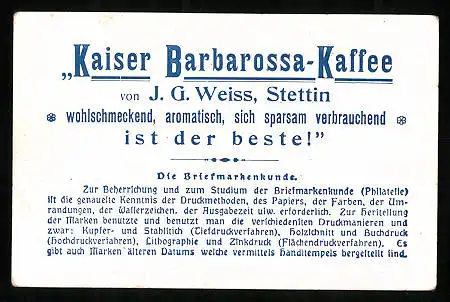 „Kaiser Barbarossa-Kaffee
von J. G. Weiss, Stettin
wohlschmeckend, aromatisch, sich sparsam verbrauchend
ist der beste!"
Die Briefmarkenkunde.
Zur Beherrschung und zum Studium der Briefmarkenkunde (Philatelie)
ist die genaueste Kenntnis der Druckmethoden, des Papiers, der Farben, der Um-
randungen, der Wasserzeichen, der Ausgabezeit usw. erforderlich. Zur Herstellung
der Marken benutzte und benutzt man die verschiedensten Druckmanieren und
zwar: Kupfer- und Stahlstich (Tiefdruckverfahren), Holzschnitt und Buchdruck
(Hochdruckverfahren), Lithographie und Zinkdruck (Flächendruckverfahren). Es
gibt auch Marken älteren Datums welche vermittels Handstempels hergestellt sind.